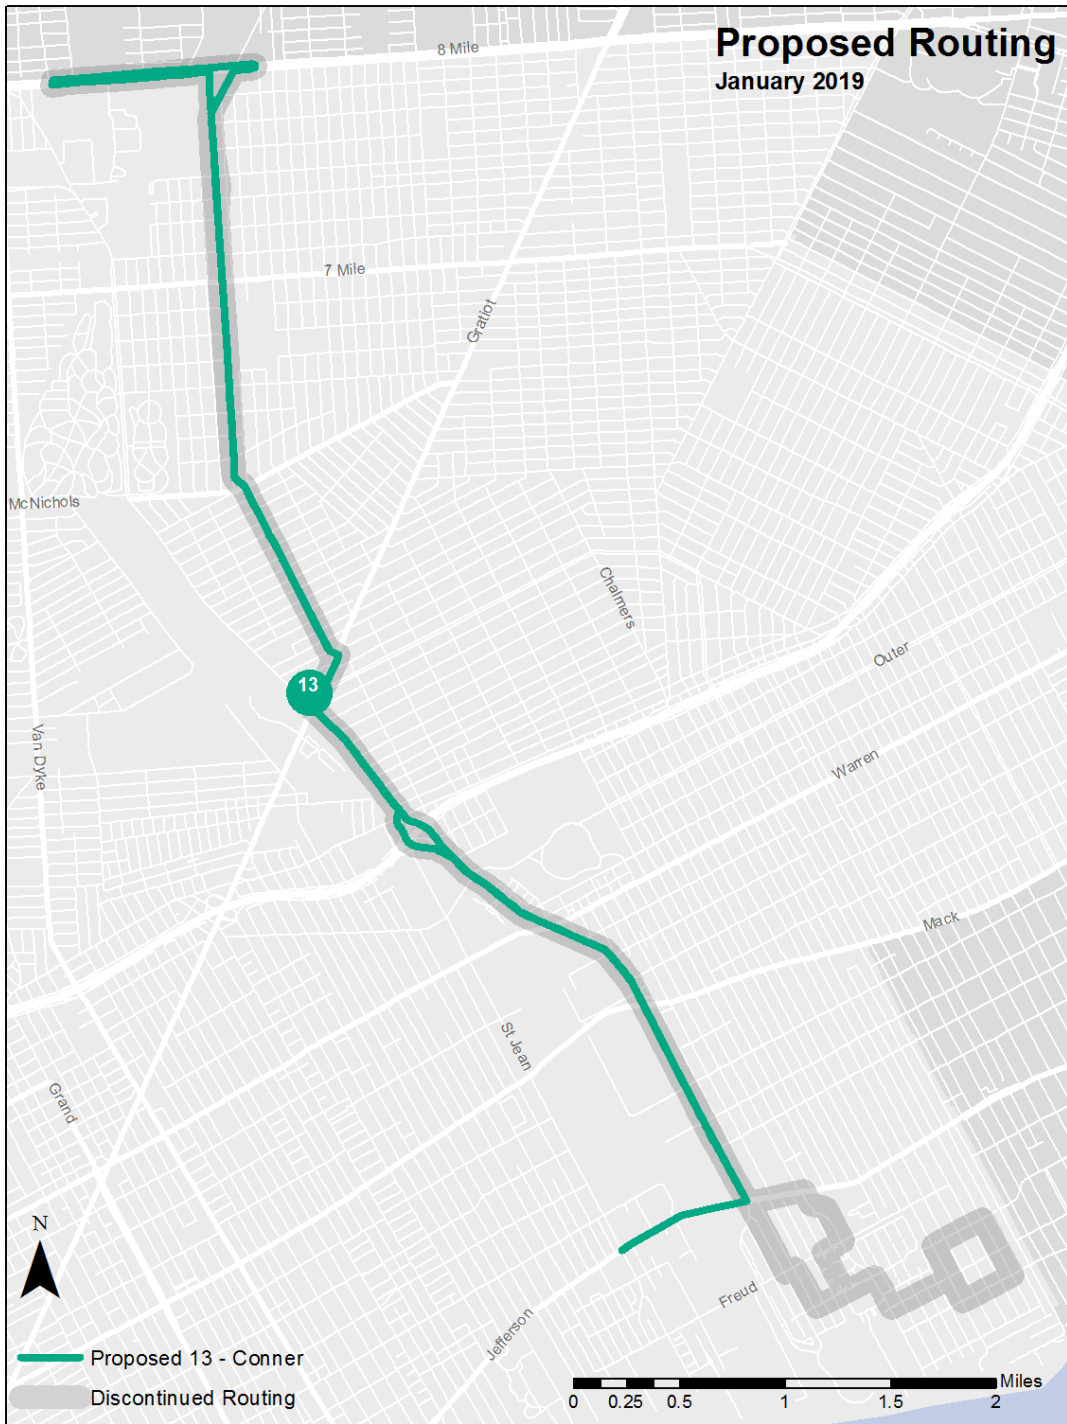 Proposed Routing
January 2019
8 Mile
7 Mile
Gratiot
McNichols
Chalmers
Outer
13
Van Dyke
Warren
Mack
St Jean
Grand
N
Freud
Jefferson
Proposed 13 - Conner
Discontinued Routing
Miles
0 0.25 0.5 1 1.5 2